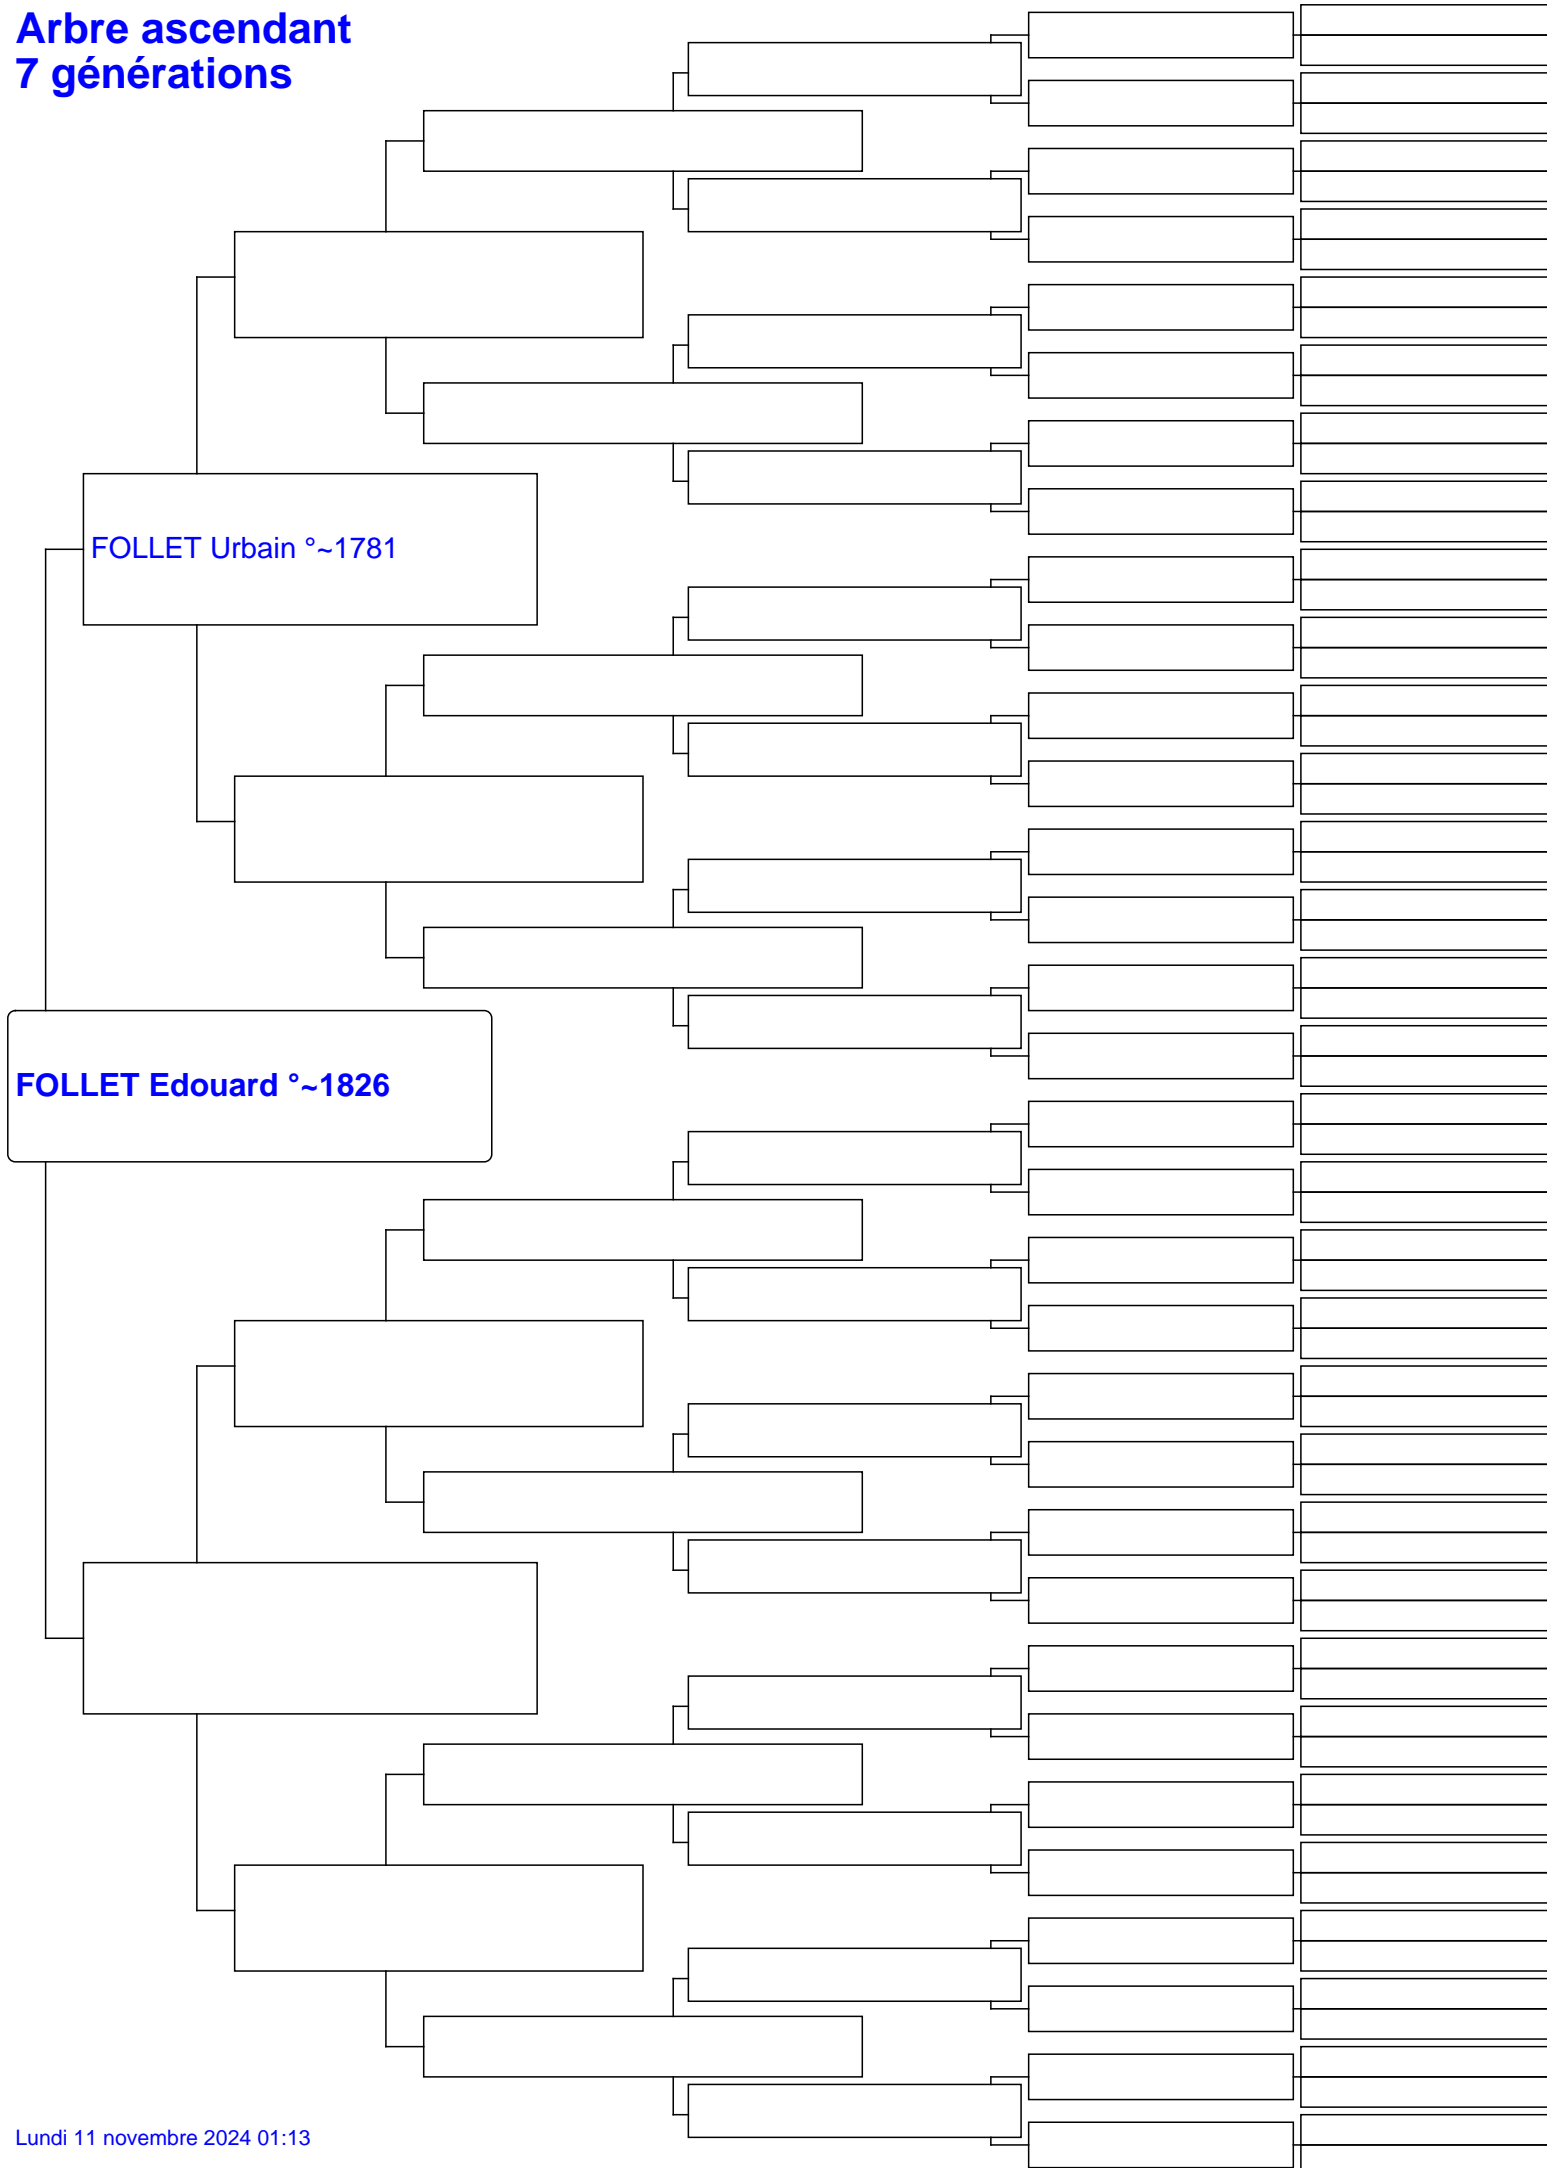 Arbre ascendant
7 générations
FOLLET Urbain °~1781
FOLLET Edouard °~1826
Lundi 11 novembre 2024 01:13